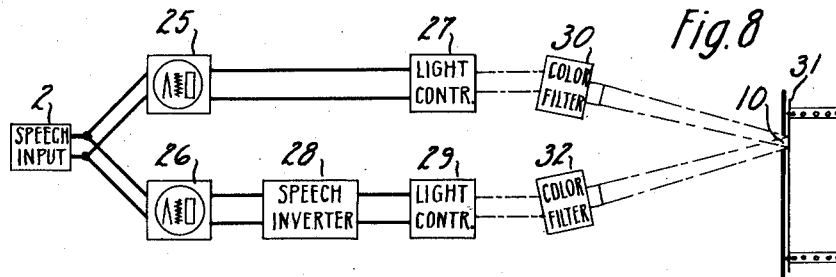 Fig. 8
25
27
30
31
2
LIGHT
CONTR.
COLOR
FILTER
10
SPEECH
INPUT
26
28
29
32
SPEECH
INVERTER
LIGHT
CONTR.
COLOR
FILTER